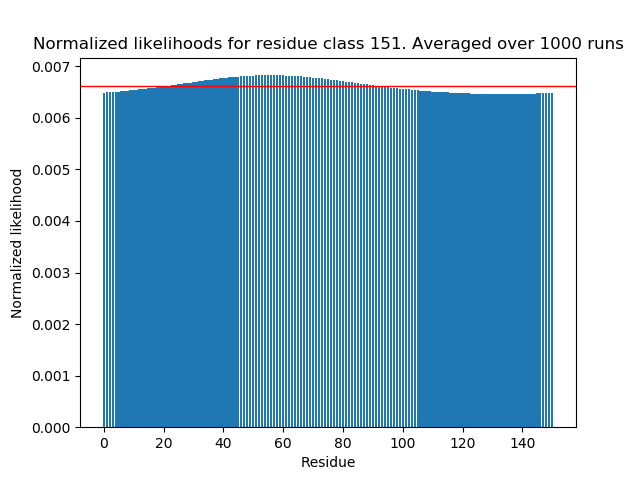 Normalized likelihoods for residue class 151. Averaged over 1000 runs
0.007
0.006
0.005
0.004
0.003
0.002
0.001
0.000
Normalized likelihood
0 20 40 60 80 100 120 140
Residue